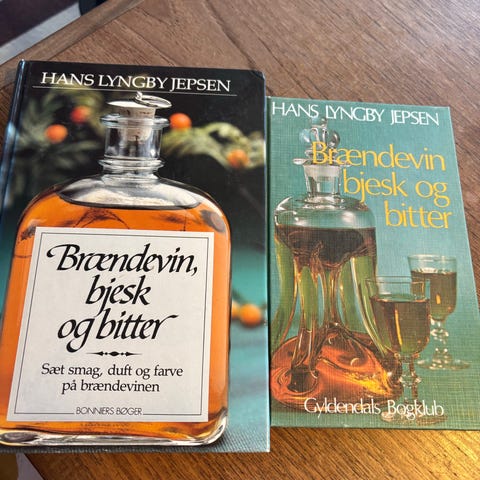 HANS LYNGBY JEPSEN
Brændevin,
bjesk
og bitter
Sæt smag, duft og farve
på brændevinen
BONNIERS BØGER
HANS LYNGBY JEPSEN
Brændevin
bjesk og
bitter
Gyldendals Bogklub